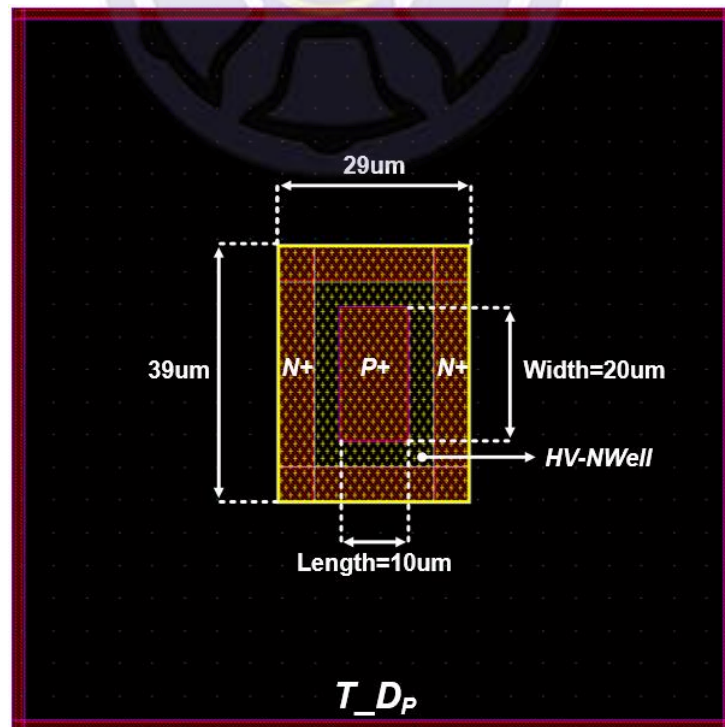 29um
39um
N+ P+ N+
Width=20um
HV-NWell
Length=10um
T_DP